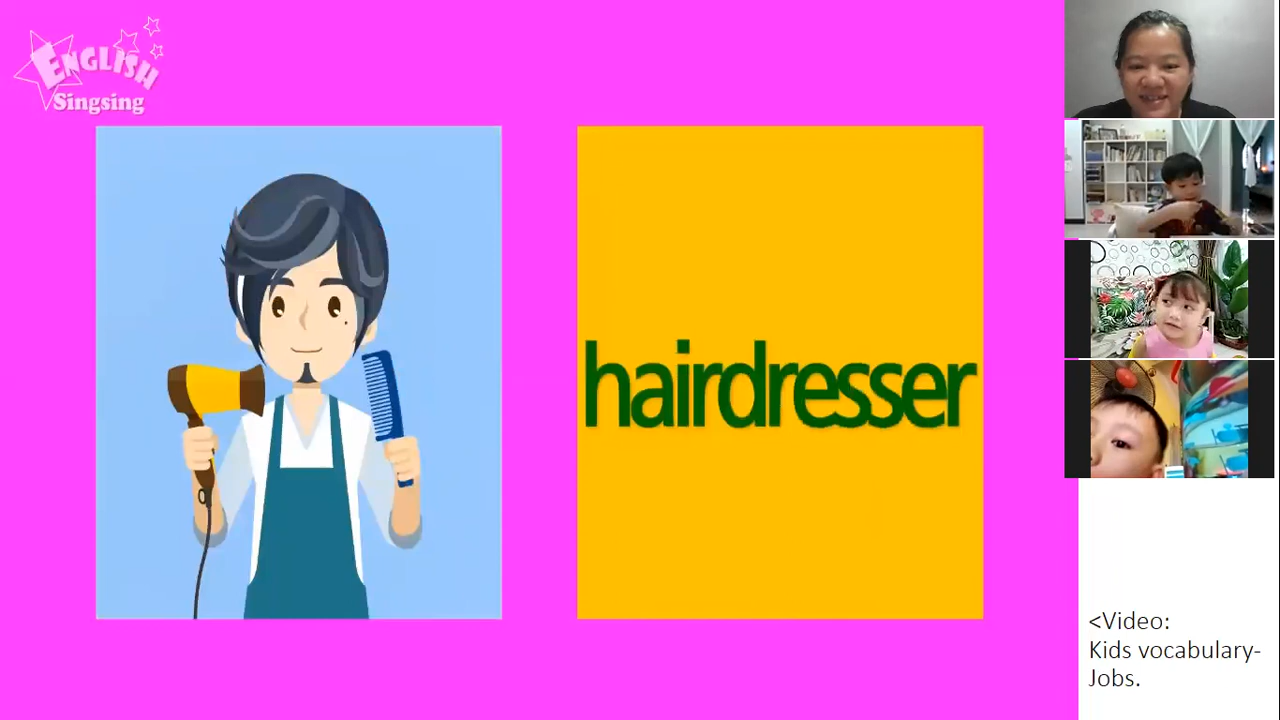 ENGLISH
Singsing
hairdresser
<Video:
Kids vocabulary-
Jobs.